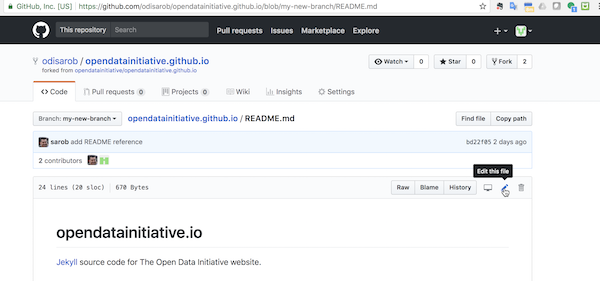 GitHub, Inc. [US] https://github.com/odisarob/opendatainitiative.github.io/blob/my-new-branch/README.md
This repository Search Pull requests Issues Marketplace Explore
odisarob / opendatainitiative.github.io Watch 0 Star 0 Fork 2
forked from opendatainitiative/opendatainitiative.github.io
Code Pull requests 0 Projects 0 Wiki Insights Settings
Branch: my-new-branch opendatainitiative.github.io / README.md Find file Copy path
sarob add README reference bd22f05 2 days ago
2 contributors
Edit this file
24 lines (20 sloc) 670 Bytes Raw Blame History
opendatainitiative.io
Jekyll source code for The Open Data Initiative website.